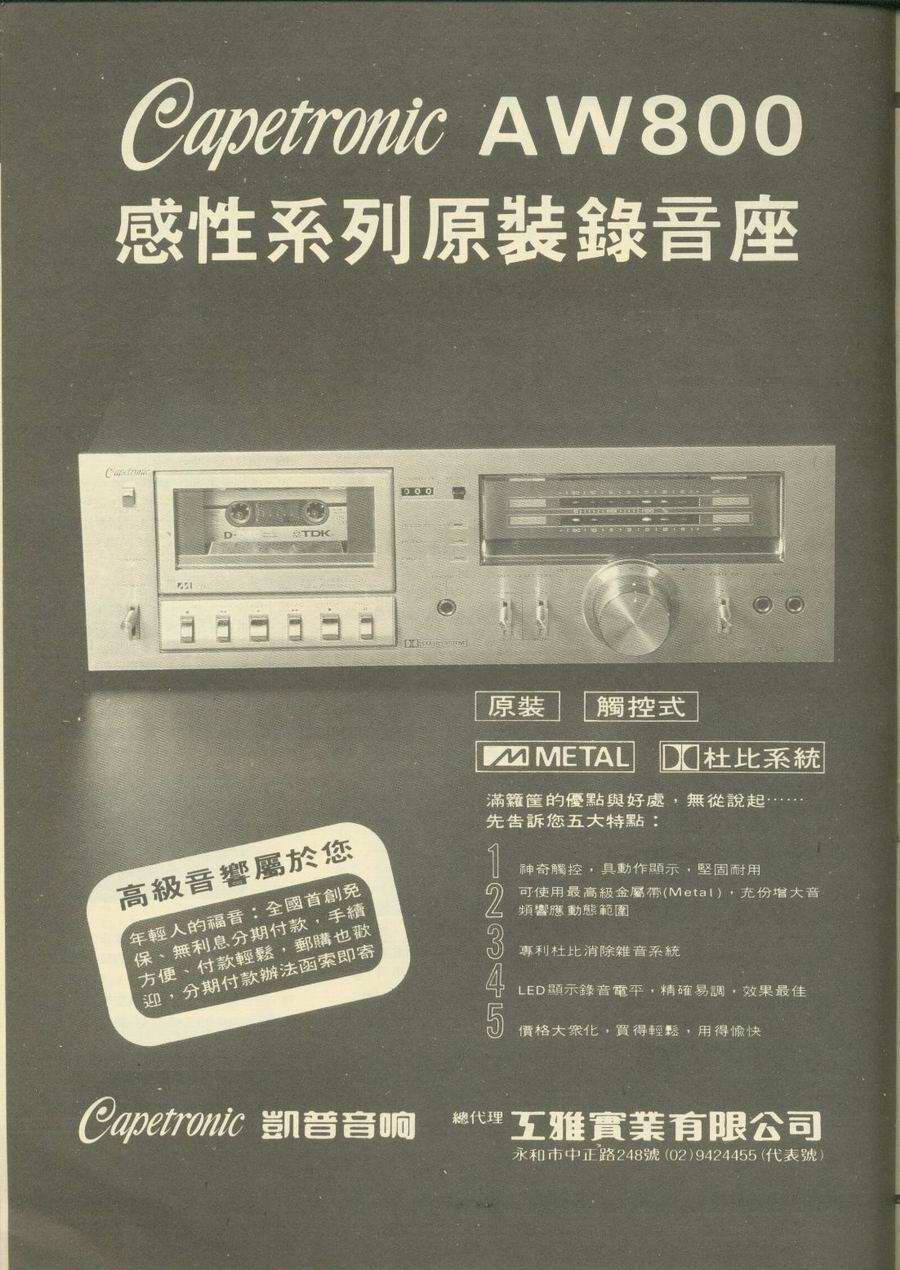 Capetronic AW800
感性系列原裝錄音座
Capetronic
000
D- TDK
原裝 觸控式
METAL 杜比系統
滿籮筐的優點與好處，無從說起……
先告訴您五大特點：
1 神奇觸控，具動作顯示，堅固耐用
2 可使用最高級金屬帶(Metal)，充份增大音
頻響應動態範圍
3 專利杜比消除雜音系統
4 LED顯示錄音電平，精確易調，效果最佳
5 價格大眾化，買得輕鬆，用得愉快
高級音響屬於您
年輕人的福音：全國首創免
保、無利息分期付款，手續
方便、付款輕鬆，郵購也歡
迎，分期付款辦法函索即寄
Capetronic 凱普音响
總代理 工雅實業有限公司
永和市中正路248號(02)9424455(代表號)